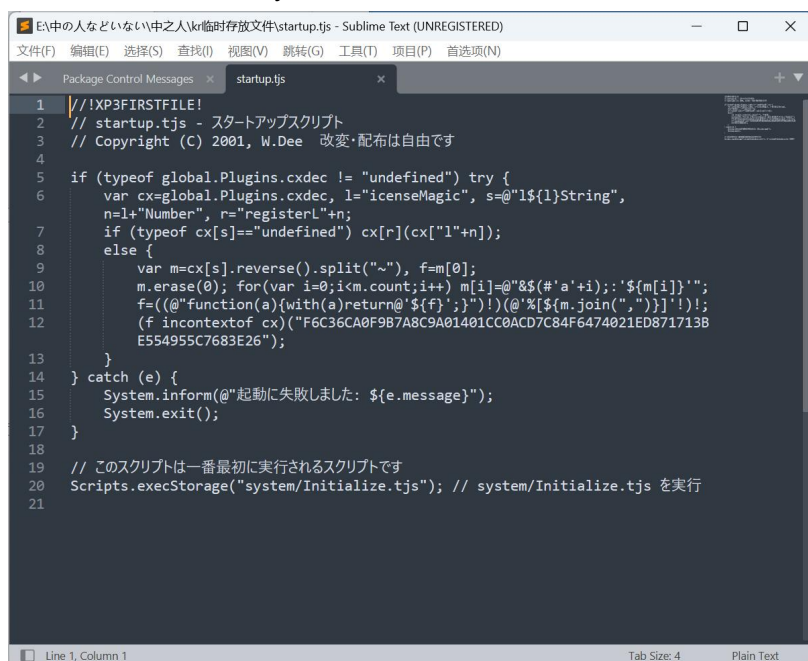 E:\中の人などいない\中之人\kr临时存放文件\startup.tjs - Sublime Text (UNREGISTERED)
文件(F) 编辑(E) 选择(S) 查找(I) 视图(V) 跳转(G) 工具(T) 项目(P) 首选项(N)
Package Control Messages × startup.tjs ×
1 //!XP3FIRSTFILE!
2 // startup.tjs - スタートアップスクリプト
3 // Copyright (C) 2001, W.Dee 改変・配布は自由です
4
5 if (typeof global.Plugins.cxdec != "undefined") try {
6 var cx=global.Plugins.cxdec, l="icenseMagic", s=@"l${l}String",
n=l+"Number", r="registerL"+n;
7 if (typeof cx[s]=="undefined") cx[r](cx["l"+n]);
8 else {
9 var m=cx[s].reverse().split("~"), f=m[0];
10 m.erase(0); for(var i=0;i<m.count;i++) m[i]=@"&$(#'a'+i);:'${m[i]}'";
11 f=((@"function(a){with(a)return@'${f}';}")!)(@'%[${m.join(",")}]'!)!;
12 (f incontextof cx)("F6C36CA0F9B7A8C9A01401CC0ACD7C84F6474021ED871713B
E554955C7683E26");
13 }
14 } catch (e) {
15 System.inform(@"起動に失敗しました: ${e.message}");
16 System.exit();
17 }
18
19 // このスクリプトは一番最初に実行されるスクリプトです
20 Scripts.execStorage("system/Initialize.tjs"); // system/Initialize.tjs を実行
21
Line 1, Column 1 Tab Size: 4 Plain Text